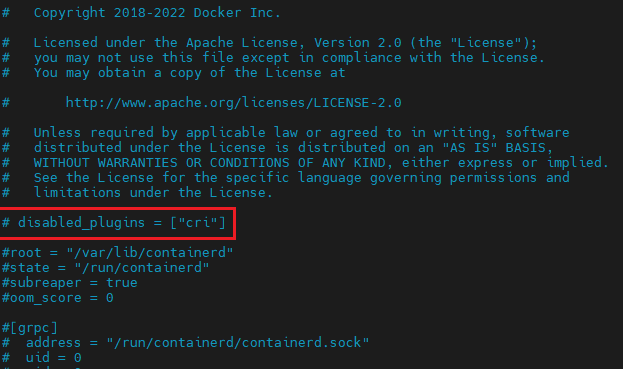 #   Copyright 2018-2022 Docker Inc.
#   Licensed under the Apache License, Version 2.0 (the "License");
#   you may not use this file except in compliance with the License.
#   You may obtain a copy of the License at
#       http://www.apache.org/licenses/LICENSE-2.0
#   Unless required by applicable law or agreed to in writing, software
#   distributed under the License is distributed on an "AS IS" BASIS,
#   WITHOUT WARRANTIES OR CONDITIONS OF ANY KIND, either express or implied.
#   See the License for the specific language governing permissions and
#   limitations under the License.
# disabled_plugins = ["cri"]
#root = "/var/lib/containerd"
#state = "/run/containerd"
#subreaper = true
#oom_score = 0
#[grpc]
#  address = "/run/containerd/containerd.sock"
#  uid = 0